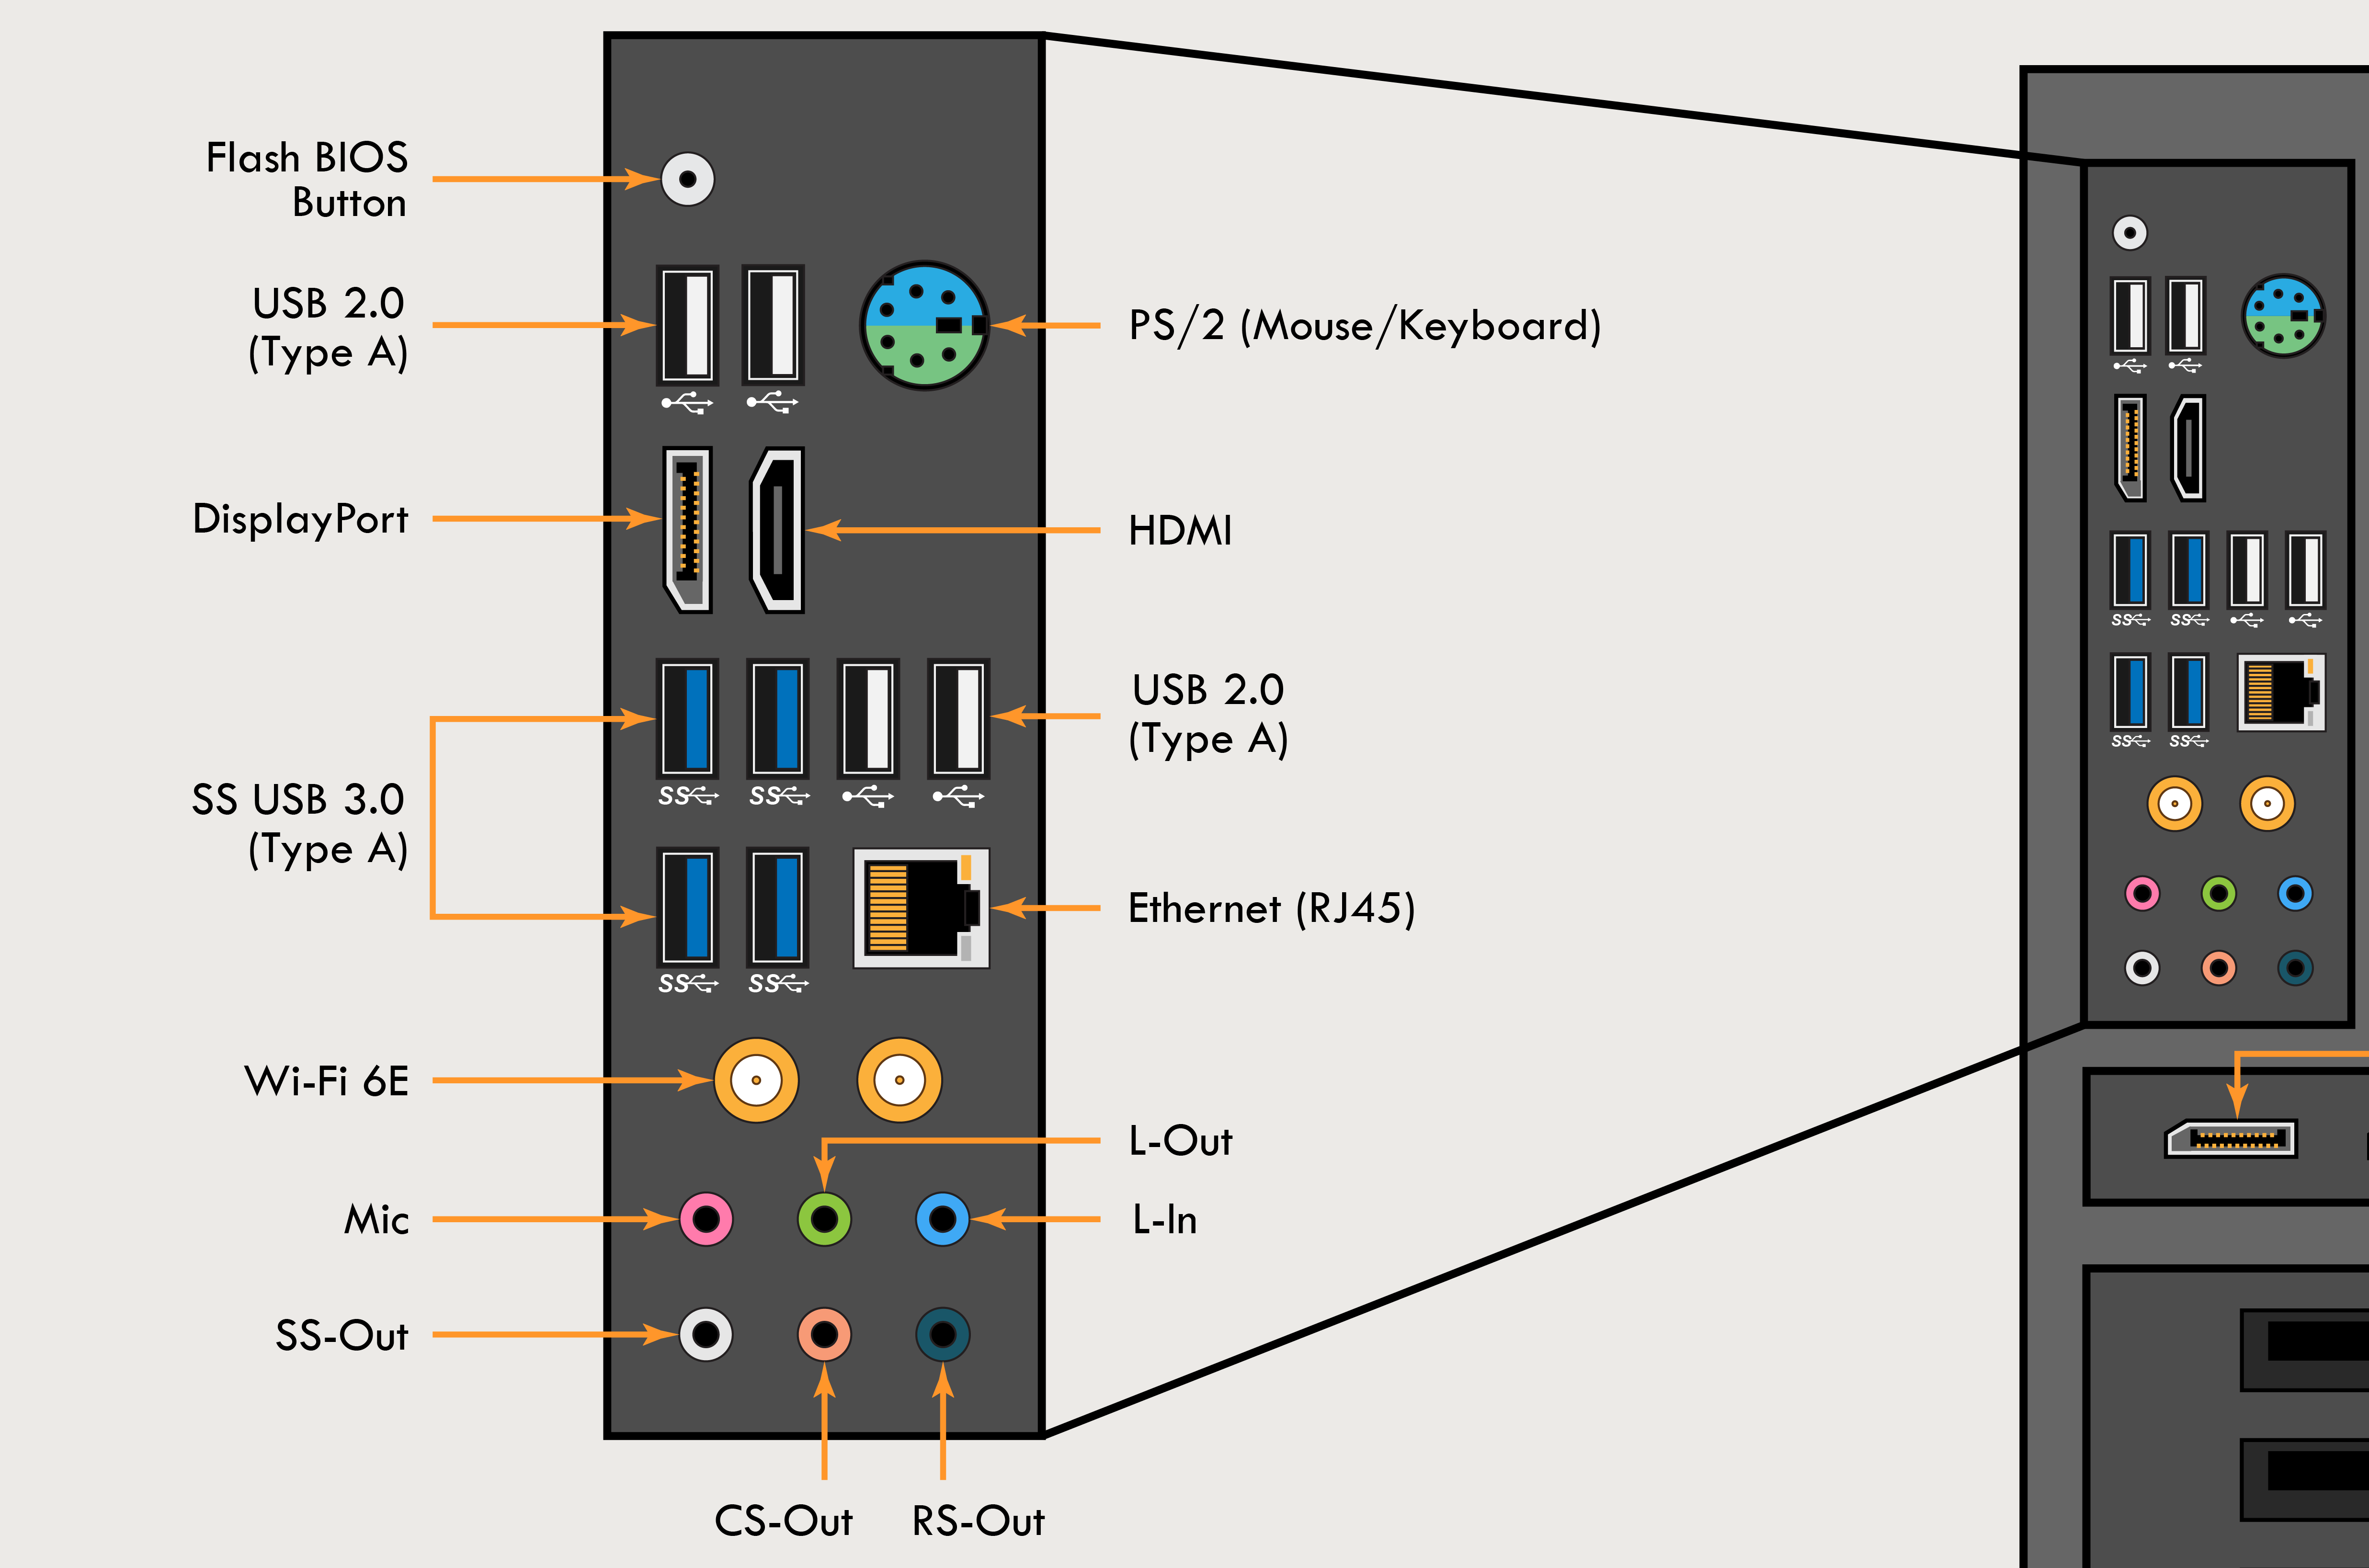 Flash BIOS
Button
USB 2.0
(Type A)
PS/2 (Mouse/Keyboard)
DisplayPort
HDMI
USB 2.0
(Type A)
SS USB 3.0
(Type A)
Ethernet (RJ45)
Wi-Fi 6E
L-Out
Mic
L-In
SS-Out
CS-Out
RS-Out
SS
SS
SS
SS
SS
SS
SS
SS